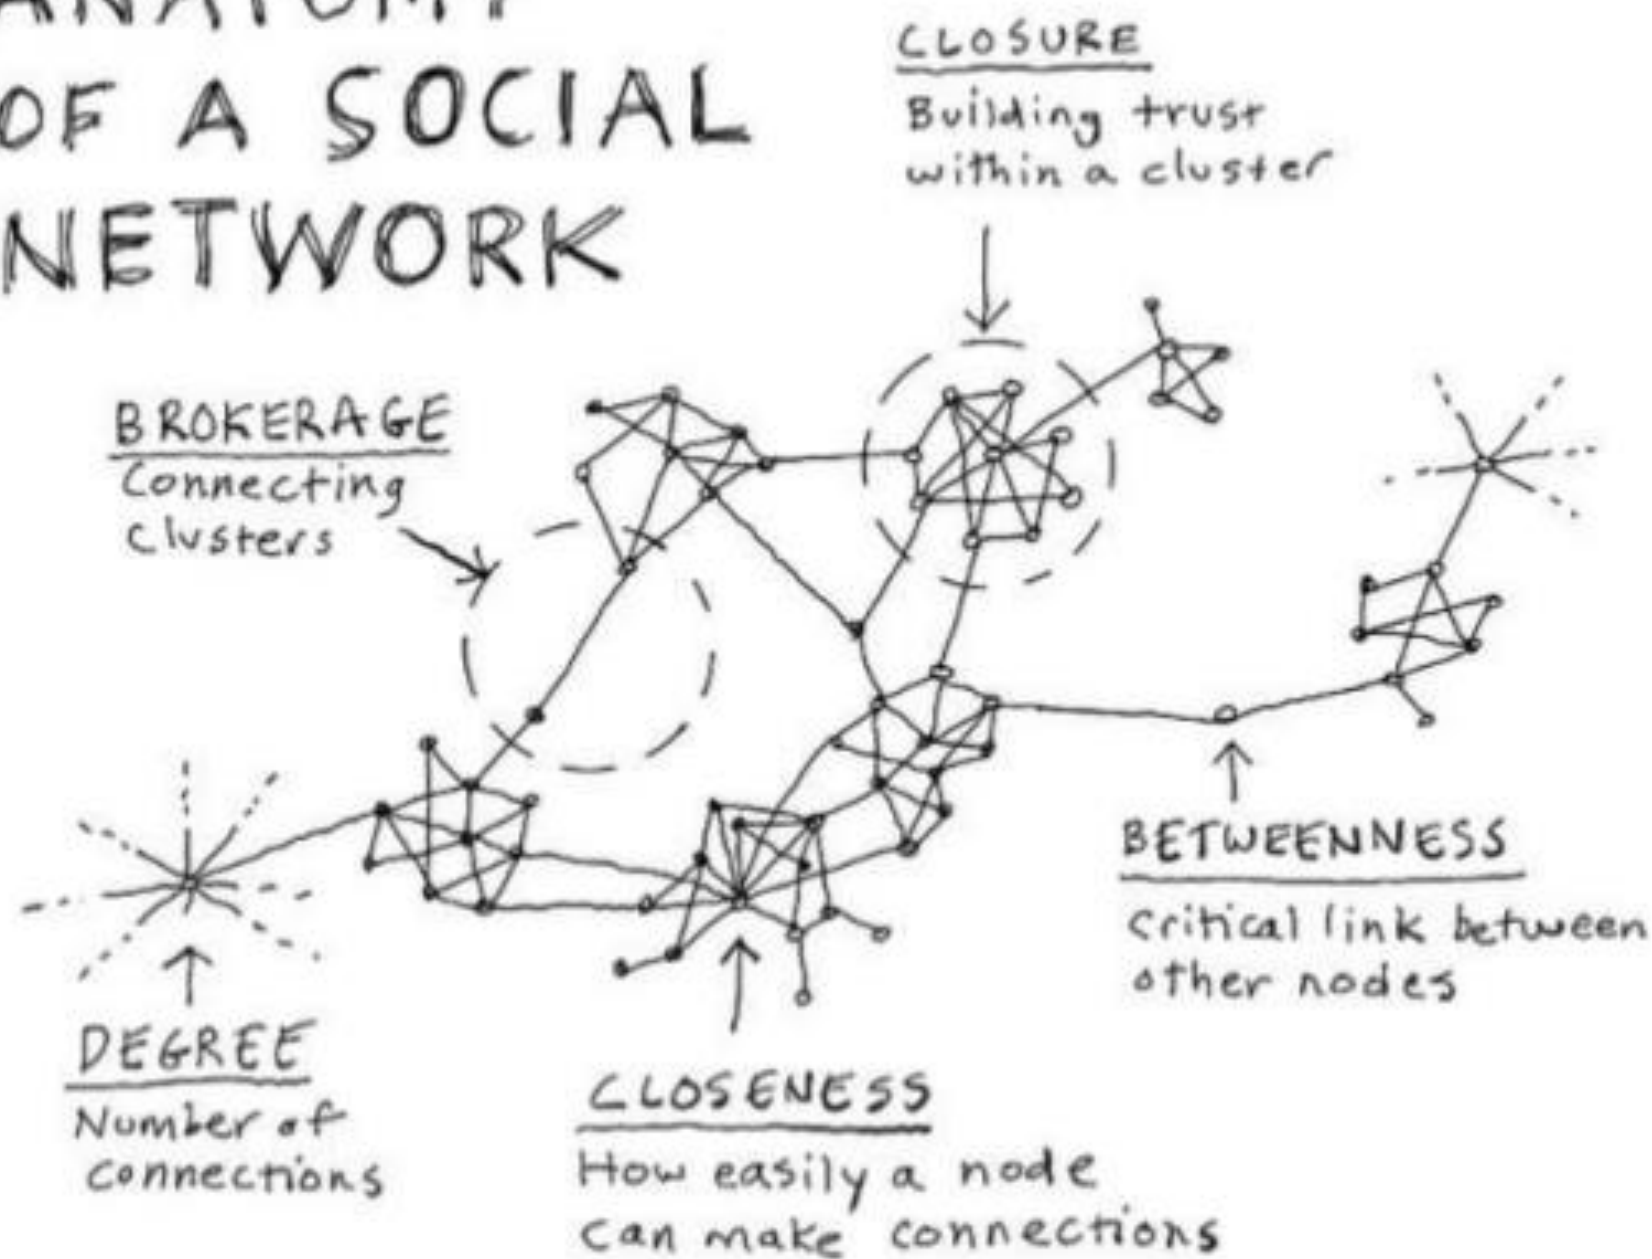 ANATOMY
OF A SOCIAL
NETWORK
CLOSURE
Building trust
within a cluster
BROKERAGE
Connecting
Clusters
BETWEENNESS
Critical link between
other nodes
DEGREE
Number of
connections
CLOSENESS
How easily a node
can make connections